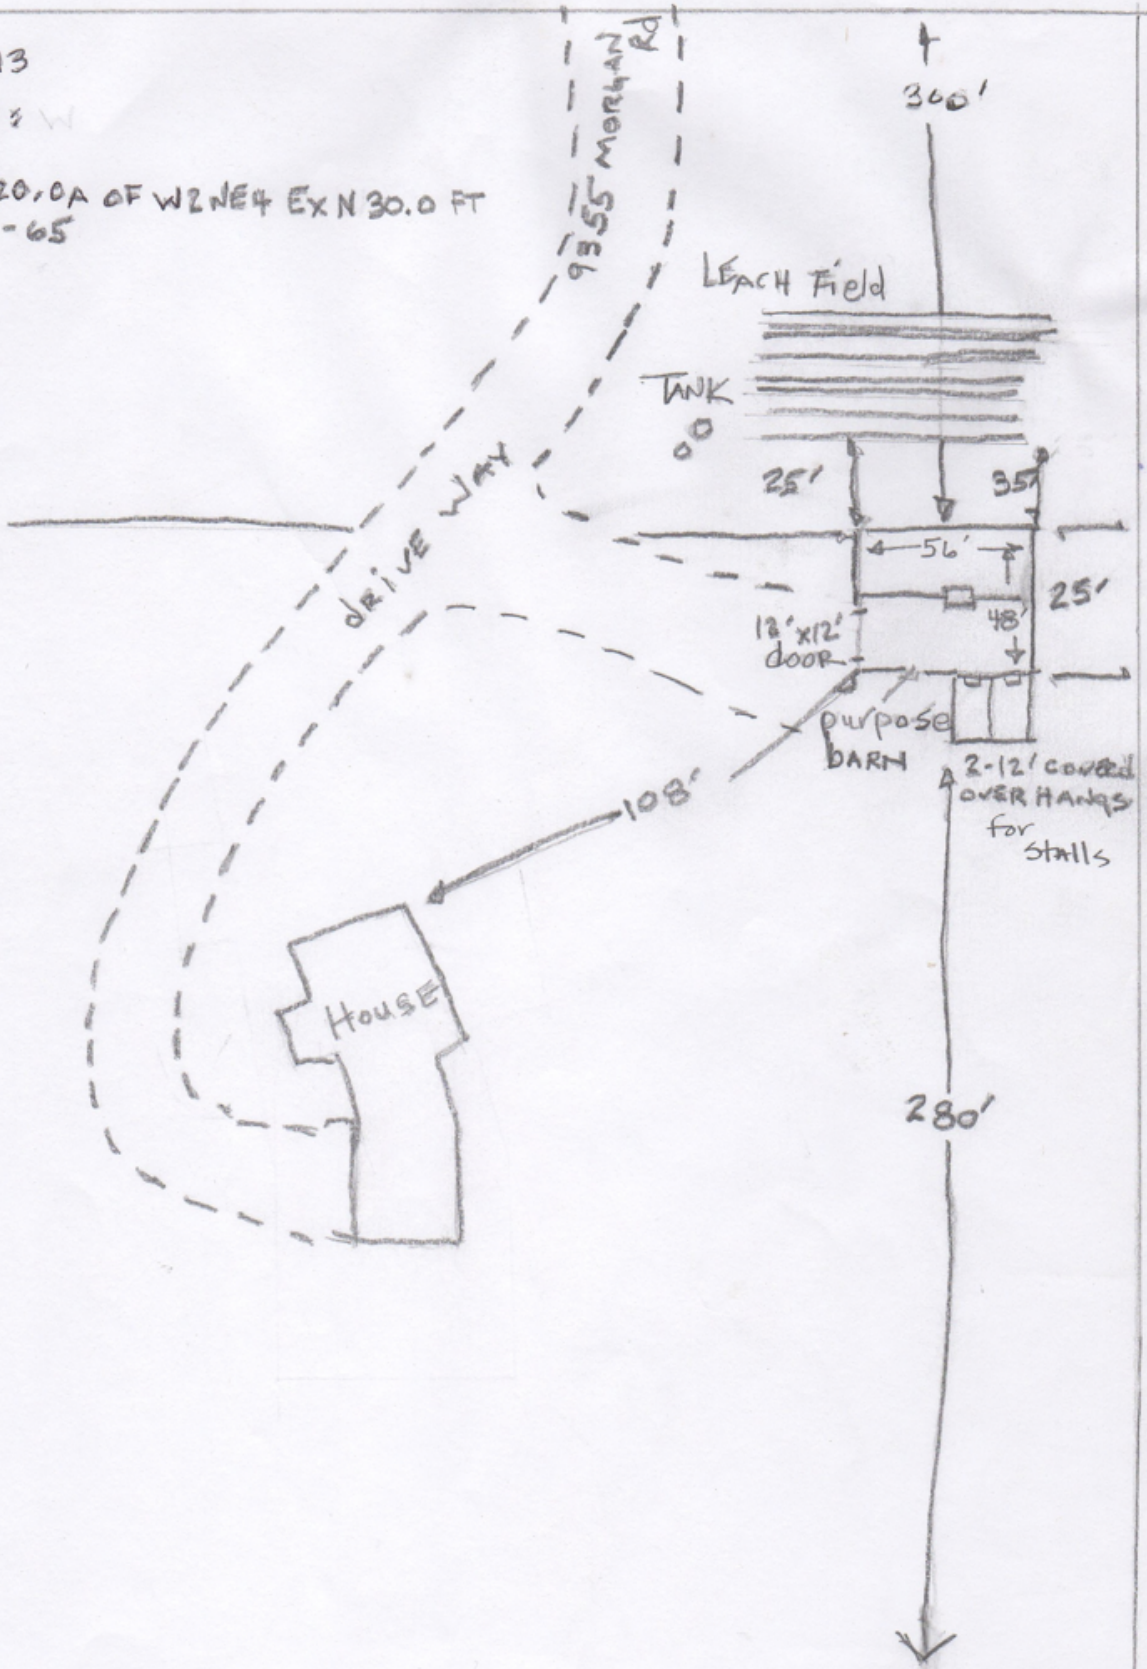 13
: W
20.0A OF W2NE4 EX N 30.0 FT
-65
9355 MORGAN Rd
300'
LEACH Field
TANK
25'
35'
56'
48'
25'
DRIVE WAY
12'x12'
DOOR
purpose
BARN
2-12' COVERED
OVER HANGS
for
Stalls
108'
HOUSE
280'